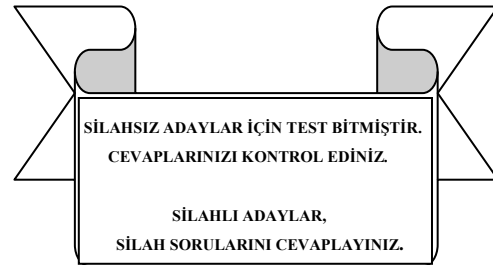 SİLAHSIZ ADAYLAR İÇİN TEST BİTMİŞTİR.
CEVAPLARINIZI KONTROL EDİNİZ.
SİLAHLI ADAYLAR,
SİLAH SORULARINI CEVAPLAYINIZ.